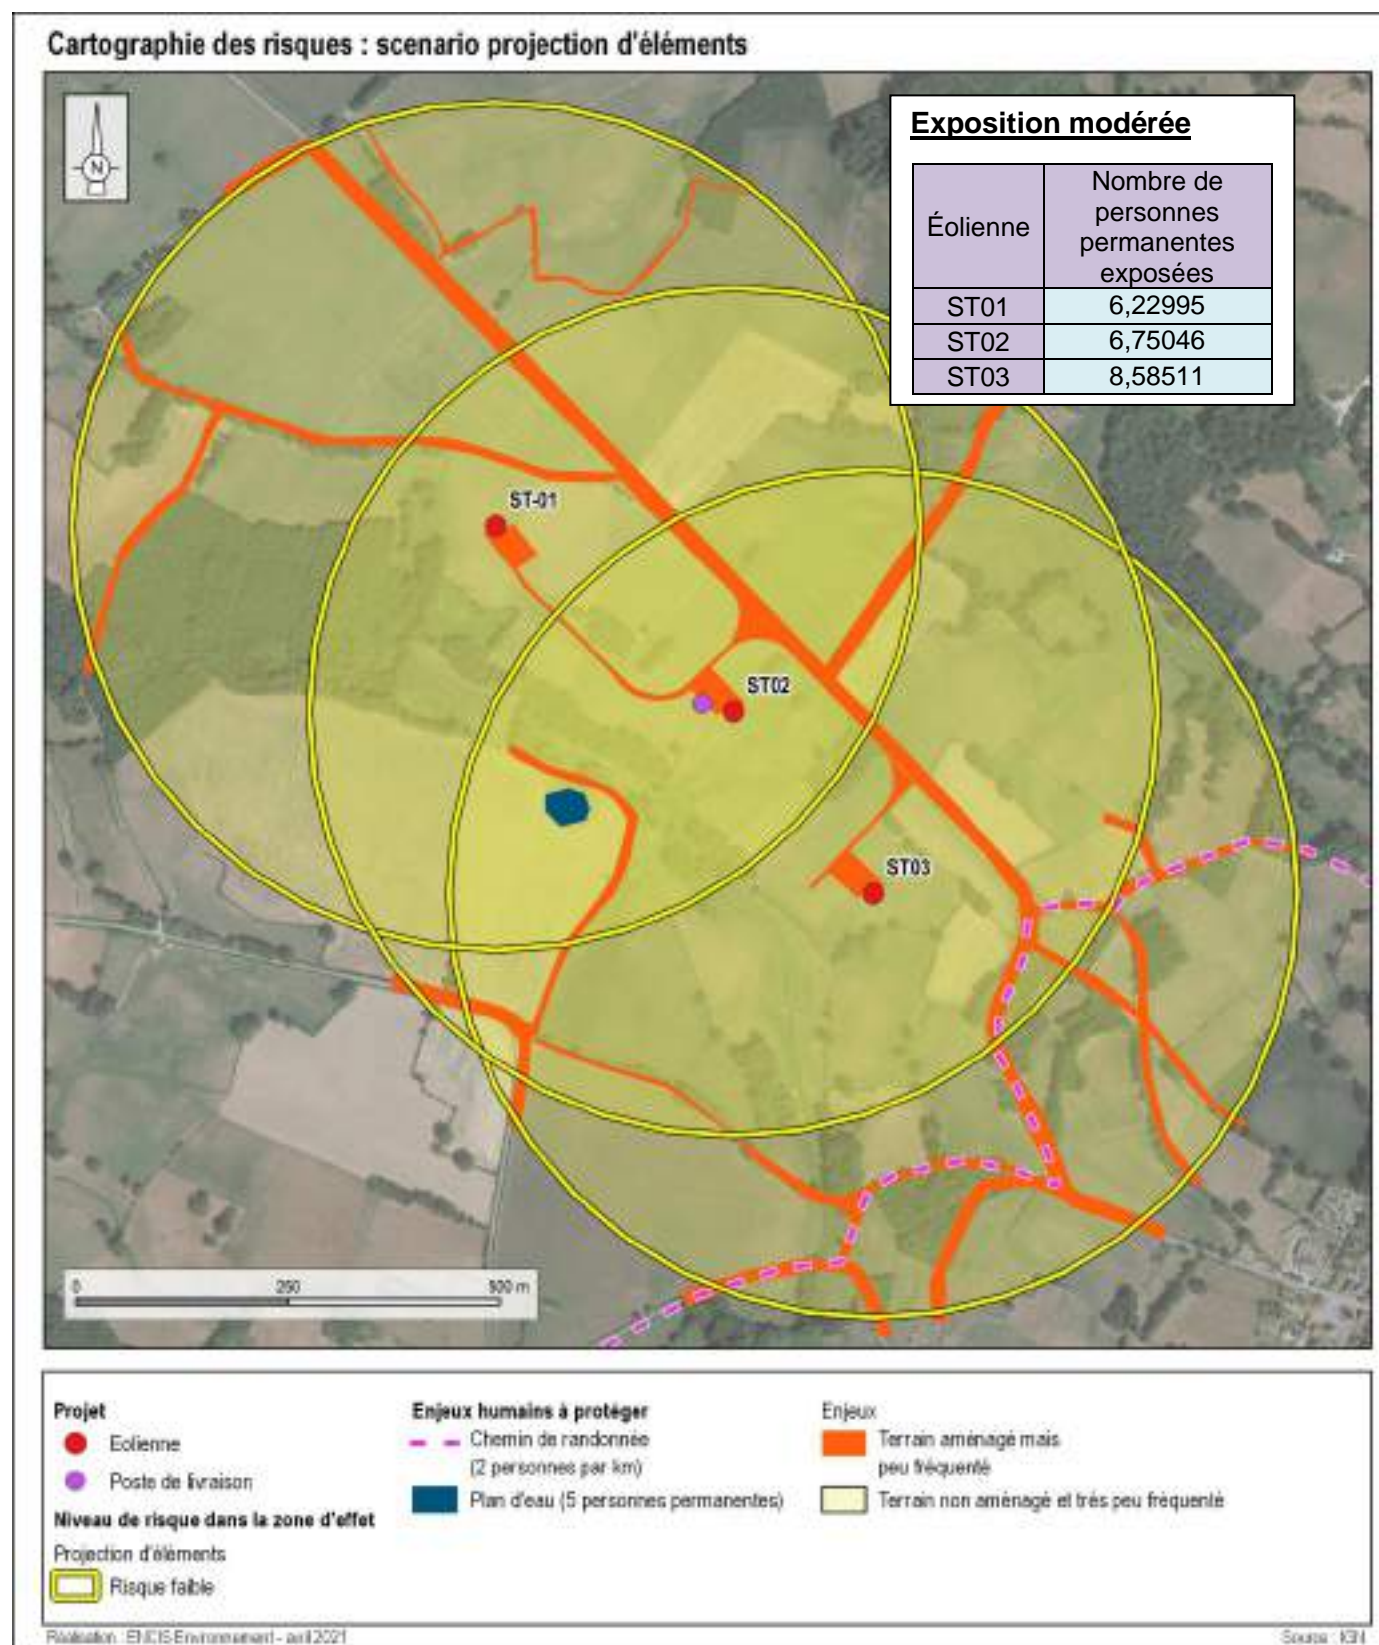 Cartographie des risques : scenario projection d'éléments
N
Exposition modérée
Éolienne
Nombre de
personnes
permanentes
exposées
ST01
6,22995
ST02
6,75046
ST03
8,58511
ST-01
ST02
ST03
0
250
500 m
Projet
Eolienne
Poste de livraison
Niveau de risque dans la zone d'effet
Projection d'éléments
Risque faible
Enjeux humains à protéger
Chemin de randonnée
(2 personnes par km)
Plan d'eau (5 personnes permanentes)
Enjeux
Terrain aménagé mais
peu fréquenté
Terrain non aménagé et très peu fréquenté
Réalisation : ENCIS Environnement - avril 2021
Source : IGN